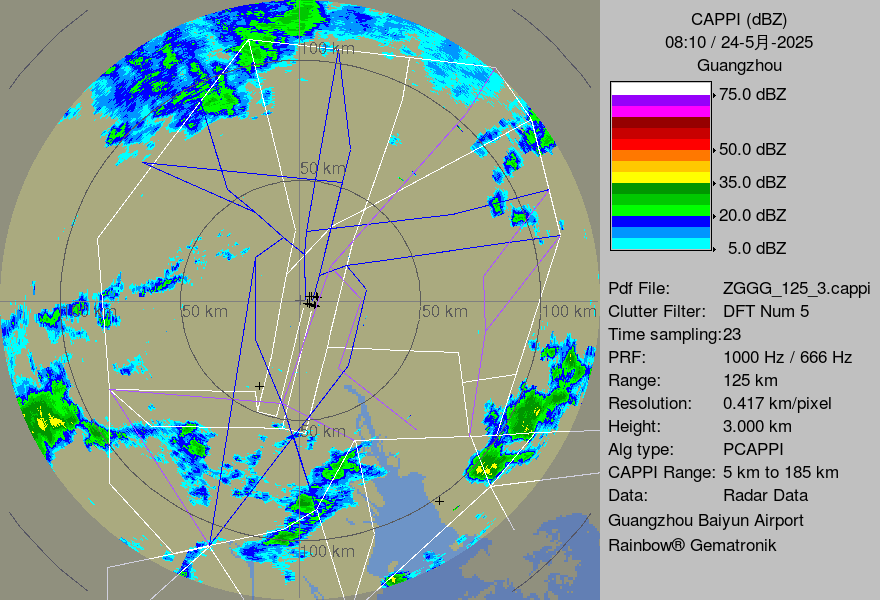 CAPPI (dBZ)
08:10 / 24-5月-2025
Guangzhou
75.0 dBZ
50.0 dBZ
35.0 dBZ
20.0 dBZ
5.0 dBZ
Pdf File: ZGGG_125_3.cappi
Clutter Filter: DFT Num 5
Time sampling:23
PRF: 1000 Hz / 666 Hz
Range: 125 km
Resolution: 0.417 km/pixel
Height: 3.000 km
Alg type: PCAPPI
CAPPI Range: 5 km to 185 km
Data: Radar Data
Guangzhou Baiyun Airport
Rainbow® Gematronik
100 km
50 km
50 km
50 km
100 km
50 km
100 km